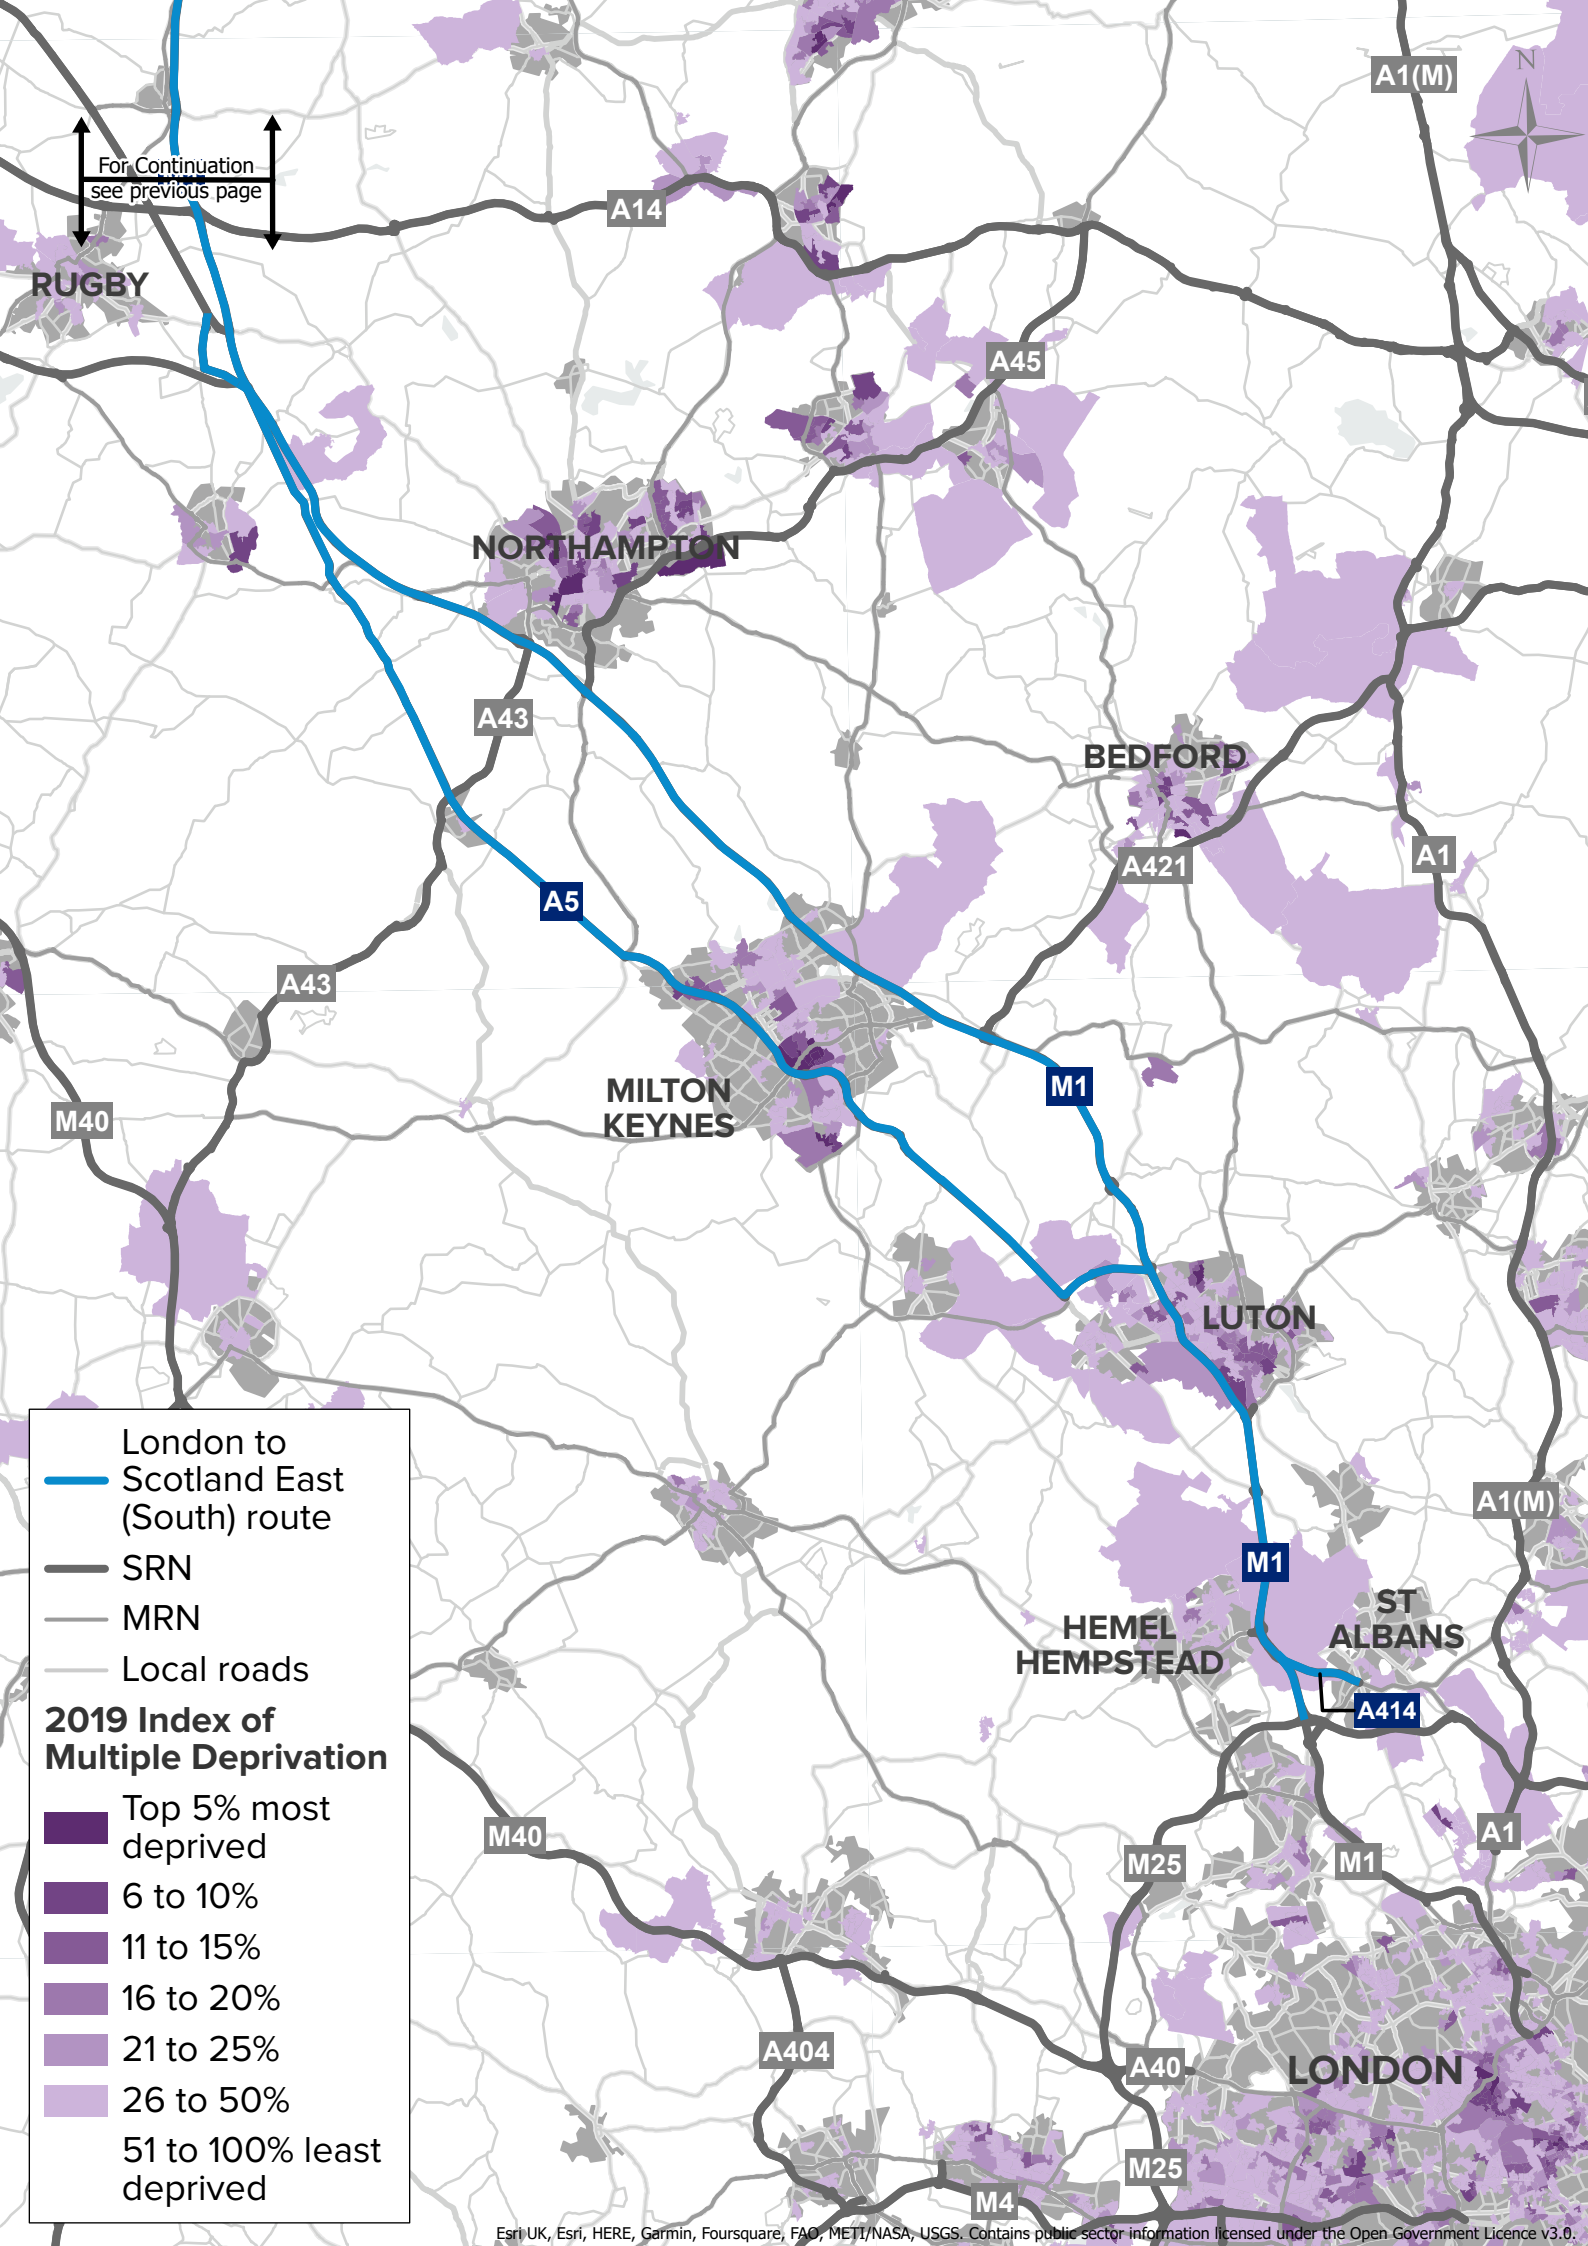 N
A1(M)
For Continuation
see previous page
A14
RUGBY
A45
NORTHAMPTON
A43
BEDFORD
A421
A1
A5
A43
M1
MILTON
KEYNES
M40
LUTON
London to
Scotland East
(South) route
SRN
MRN
Local roads
2019 Index of
Multiple Deprivation
Top 5% most
deprived
6 to 10%
11 to 15%
16 to 20%
21 to 25%
26 to 50%
51 to 100% least
deprived
A1(M)
M1
ST
ALBANS
HEMEL
HEMPSTEAD
A414
M40
M25
M1
A1
A404
A40
LONDON
M25
M4
Esri UK, Esri, HERE, Garmin, Foursquare, FAO, METI/NASA, USGS. Contains public sector information licensed under the Open Government Licence v3.0.